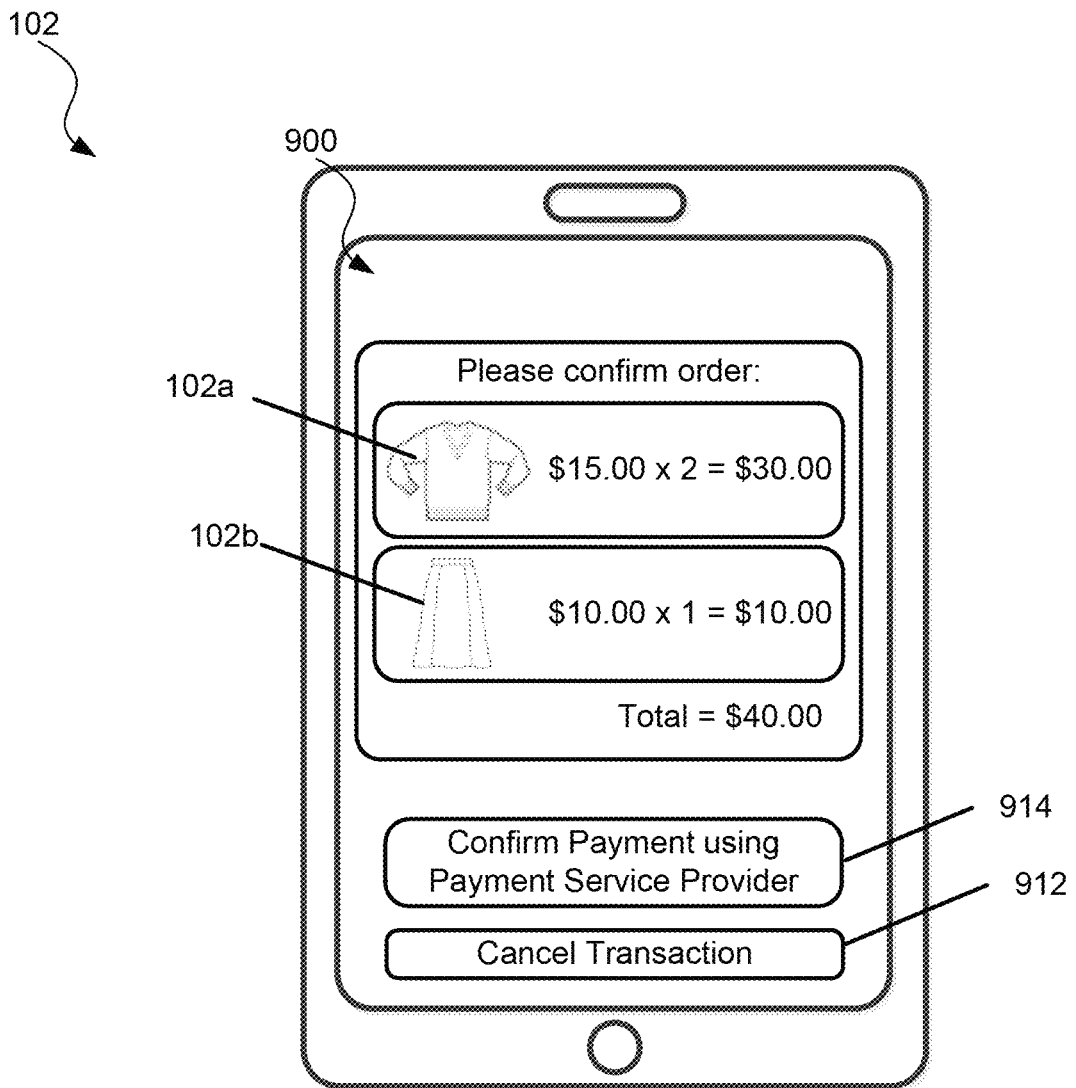 102
900
Please confirm order:
102a
$15.00 x 2 = $30.00
102b
$10.00 x 1 = $10.00
Total = $40.00
914
Confirm Payment using
Payment Service Provider
912
Cancel Transaction